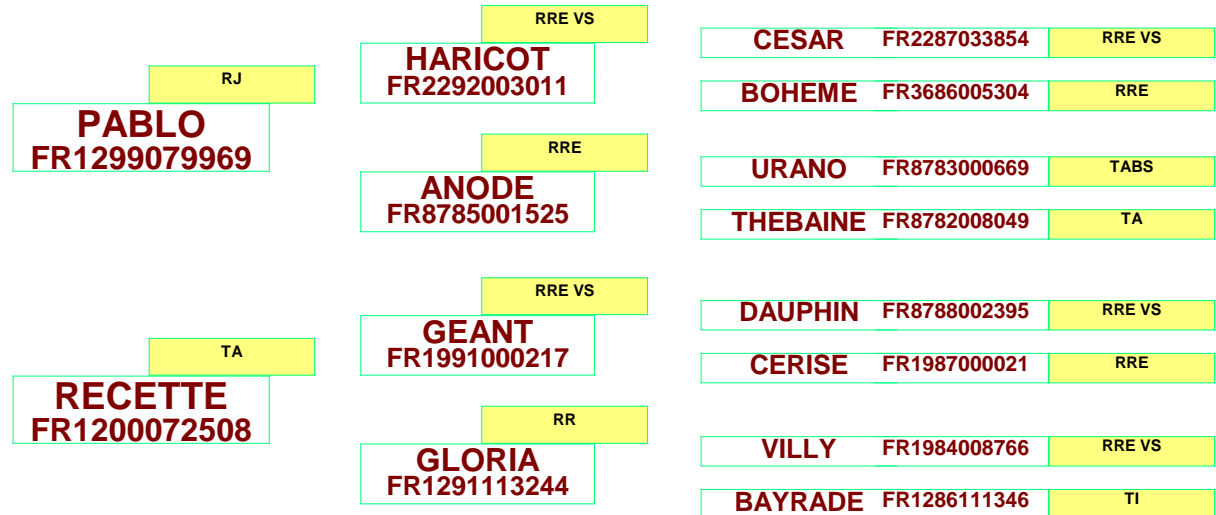 RJ
PABLO
FR1299079969
TA
RECETTE
FR1200072508
RRE VS
HARICOT
FR2292003011
RRE
ANODE
FR8785001525
RRE VS
GEANT
FR1991000217
RR
GLORIA
FR1291113244
CESAR FR2287033854 RRE VS
BOHEME FR3686005304 RRE
URANO FR8783000669 TABS
THEBAINE FR8782008049 TA
DAUPHIN FR8788002395 RRE VS
CERISE FR1987000021 RRE
VILLY FR1984008766 RRE VS
BAYRADE FR1286111346 TI